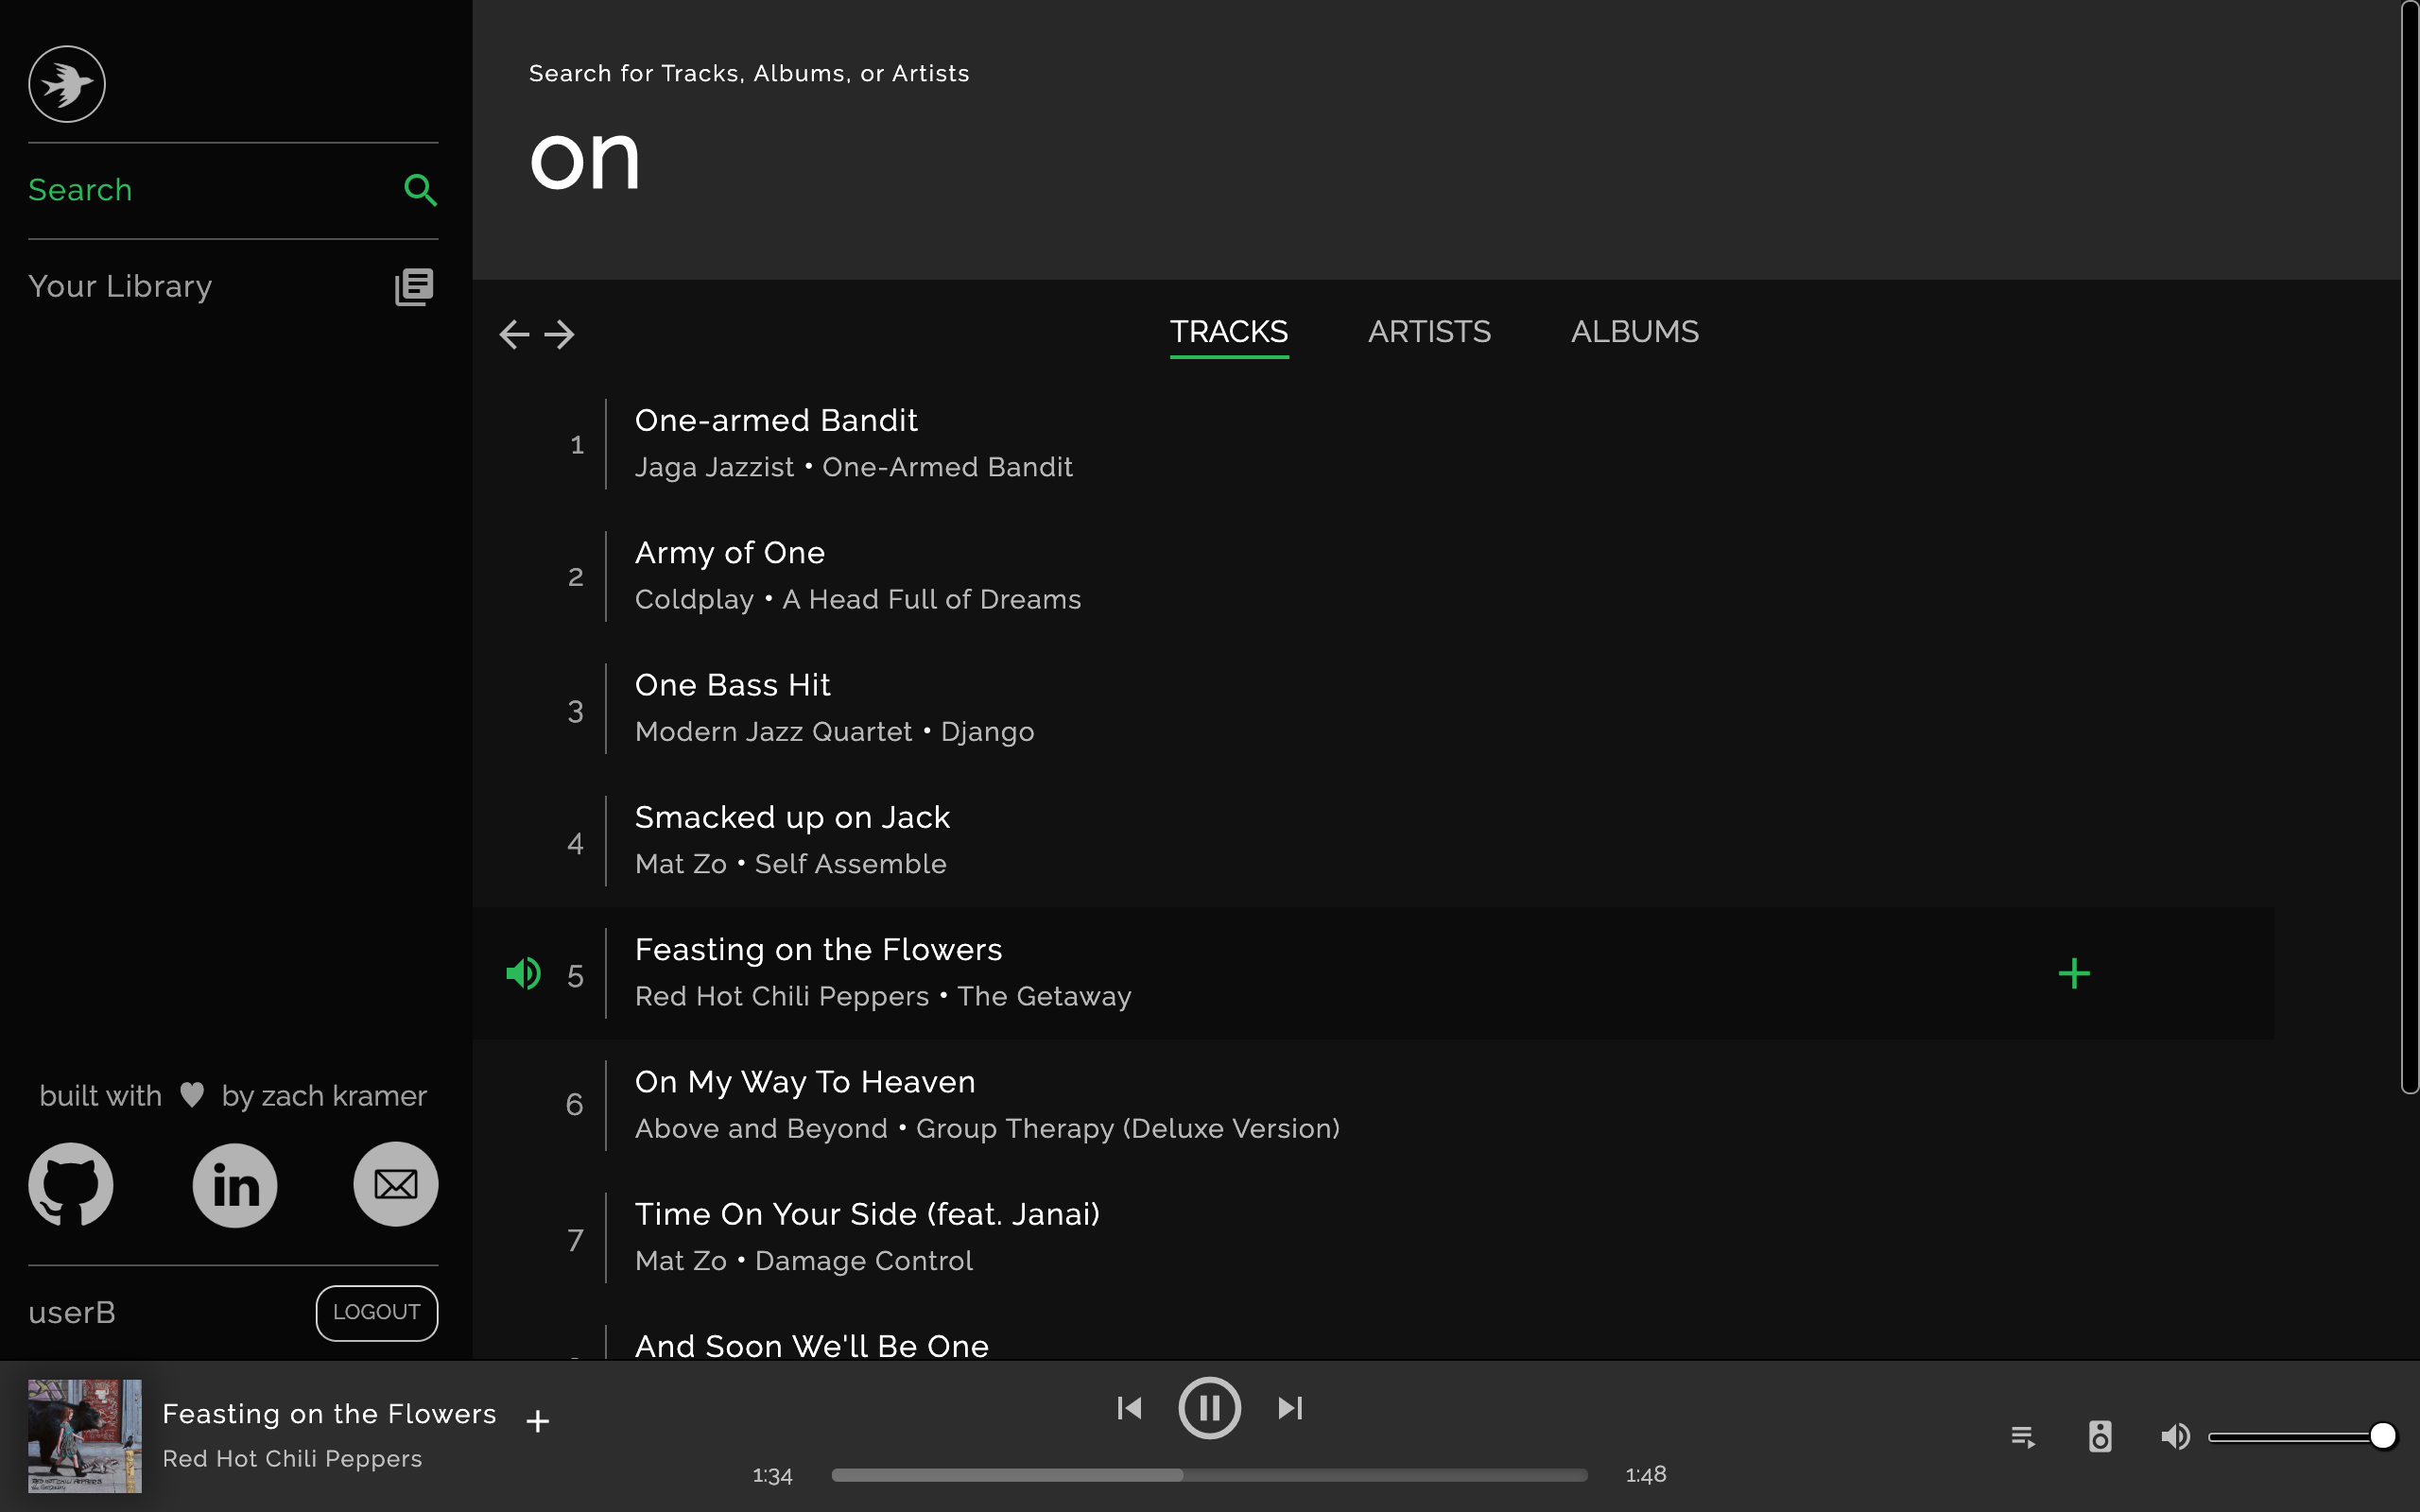 Search for Tracks, Albums, or Artists
on
Search
Your Library
TRACKS ARTISTS ALBUMS
1
One-armed Bandit
Jaga Jazzist • One-Armed Bandit
2
Army of One
Coldplay • A Head Full of Dreams
3
One Bass Hit
Modern Jazz Quartet • Django
4
Smacked up on Jack
Mat Zo • Self Assemble
5
Feasting on the Flowers
Red Hot Chili Peppers • The Getaway
6
On My Way To Heaven
Above and Beyond • Group Therapy (Deluxe Version)
7
Time On Your Side (feat. Janai)
Mat Zo • Damage Control
And Soon We'll Be One
built with by zach kramer
in
userB
LOGOUT
Feasting on the Flowers
Red Hot Chili Peppers
1:34
1:48